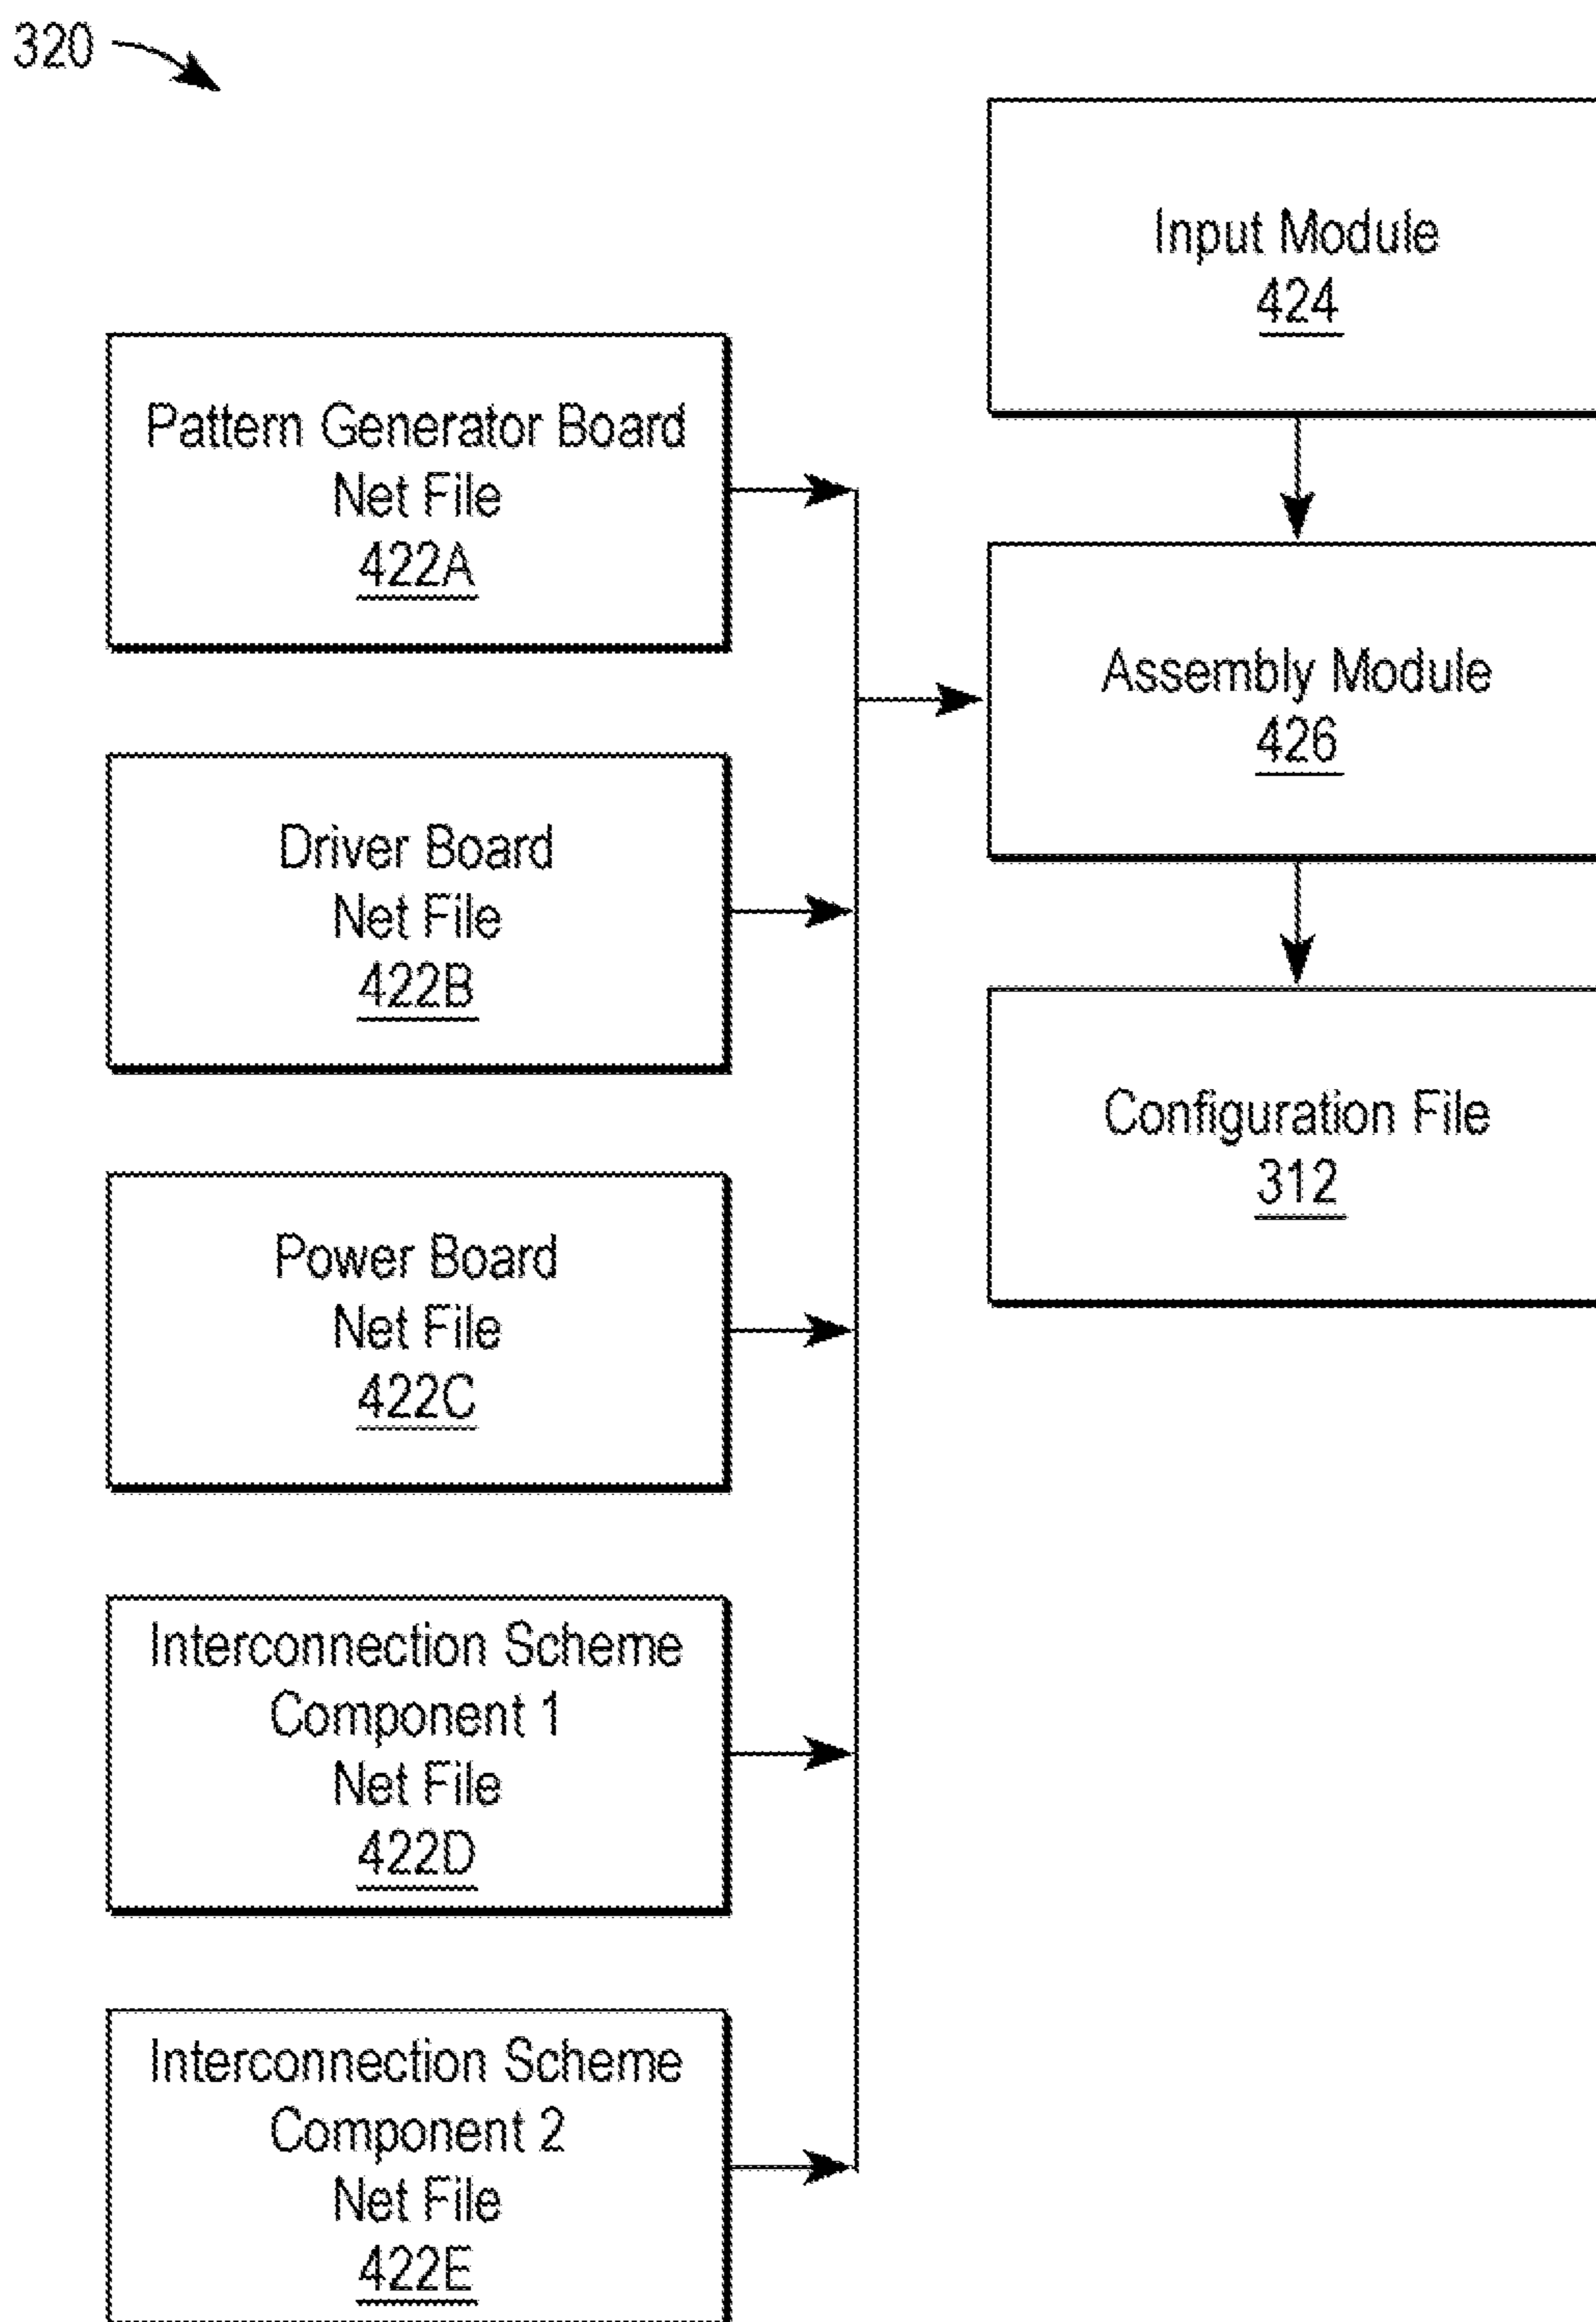 320
Input Module
424
Pattern Generator Board
Net File
422A
Assembly Module
426
Driver Board
Net File
422B
Configuration File
312
Power Board
Net File
422C
Interconnection Scheme
Component 1
Net File
422D
Interconnection Scheme
Component 2
Net File
422E